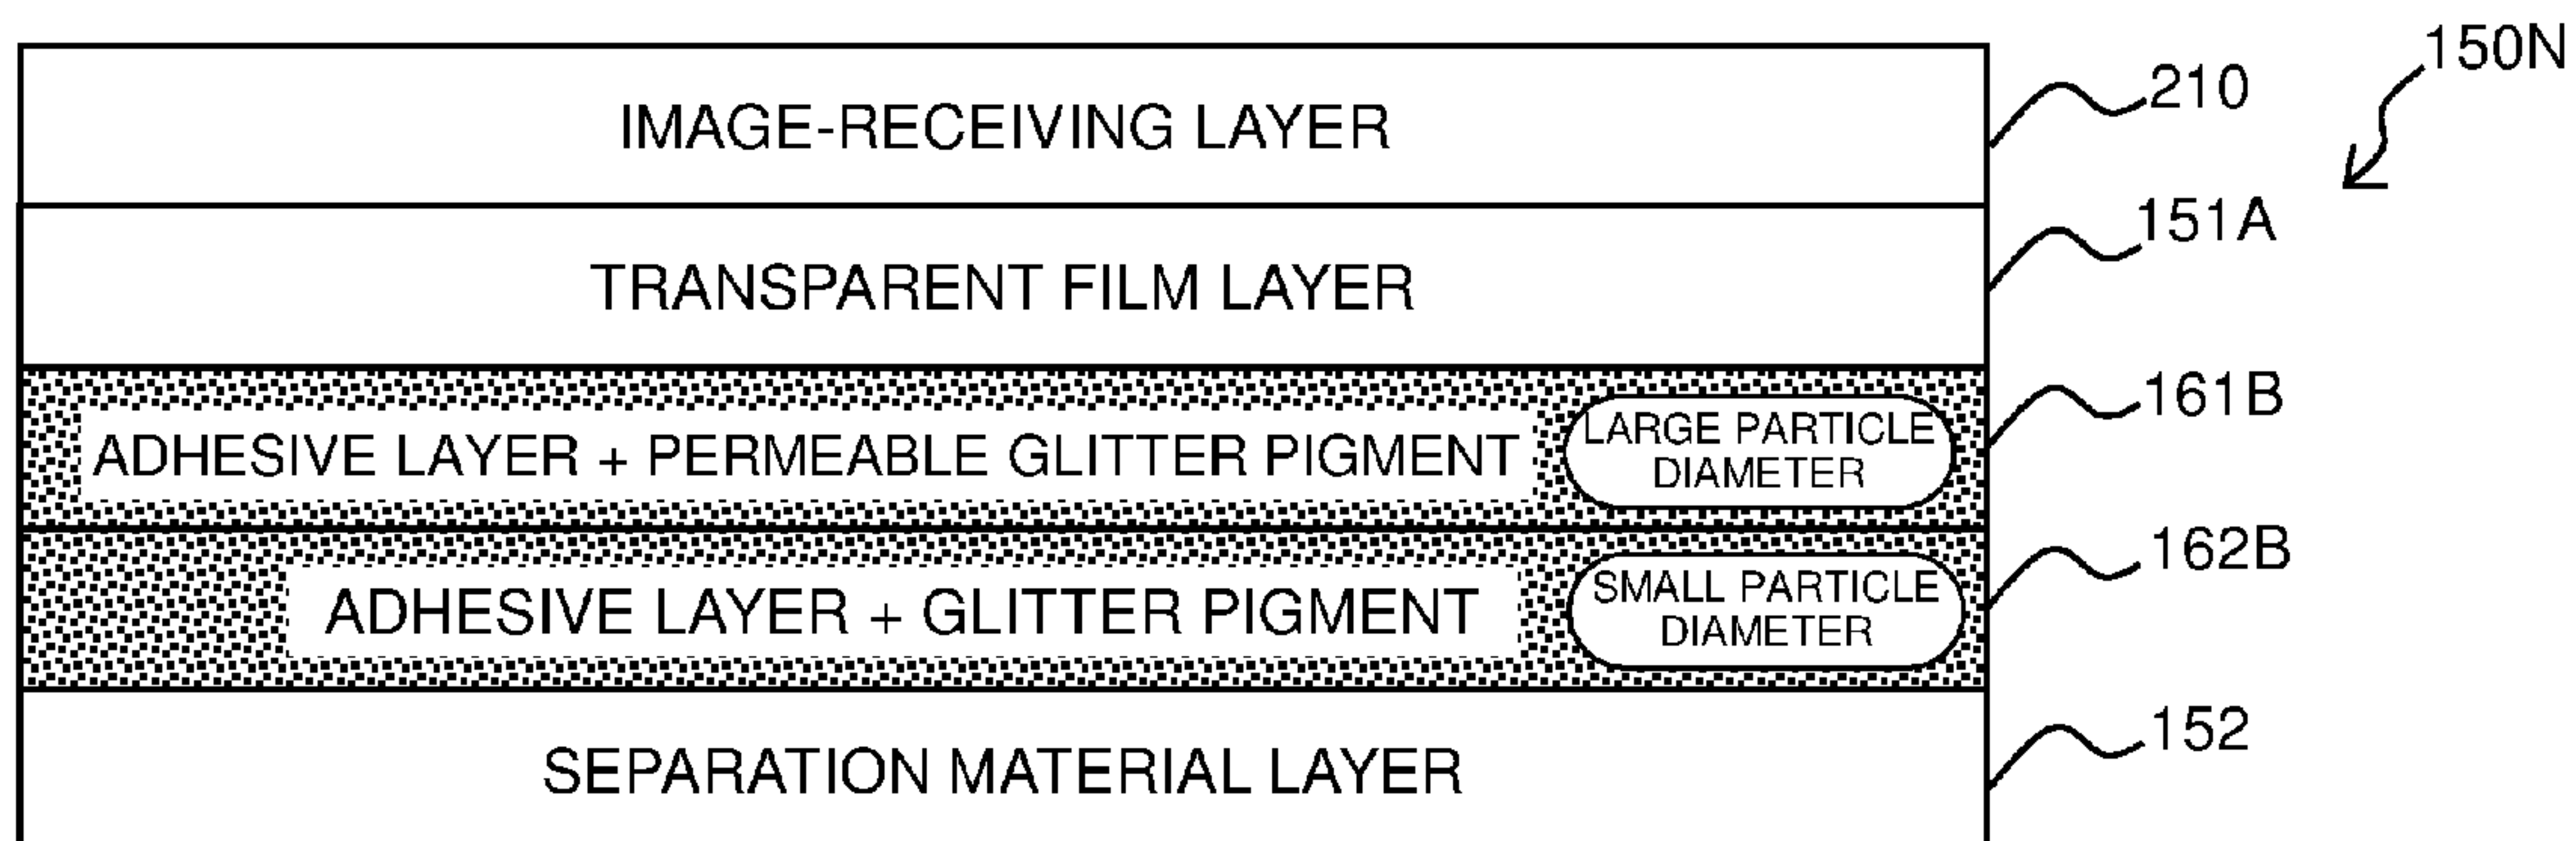 150N
IMAGE-RECEIVING LAYER
210
TRANSPARENT FILM LAYER
151A
ADHESIVE LAYER + PERMEABLE GLITTER PIGMENT
LARGE PARTICLE
DIAMETER
161B
ADHESIVE LAYER + GLITTER PIGMENT
SMALL PARTICLE
DIAMETER
162B
SEPARATION MATERIAL LAYER
152